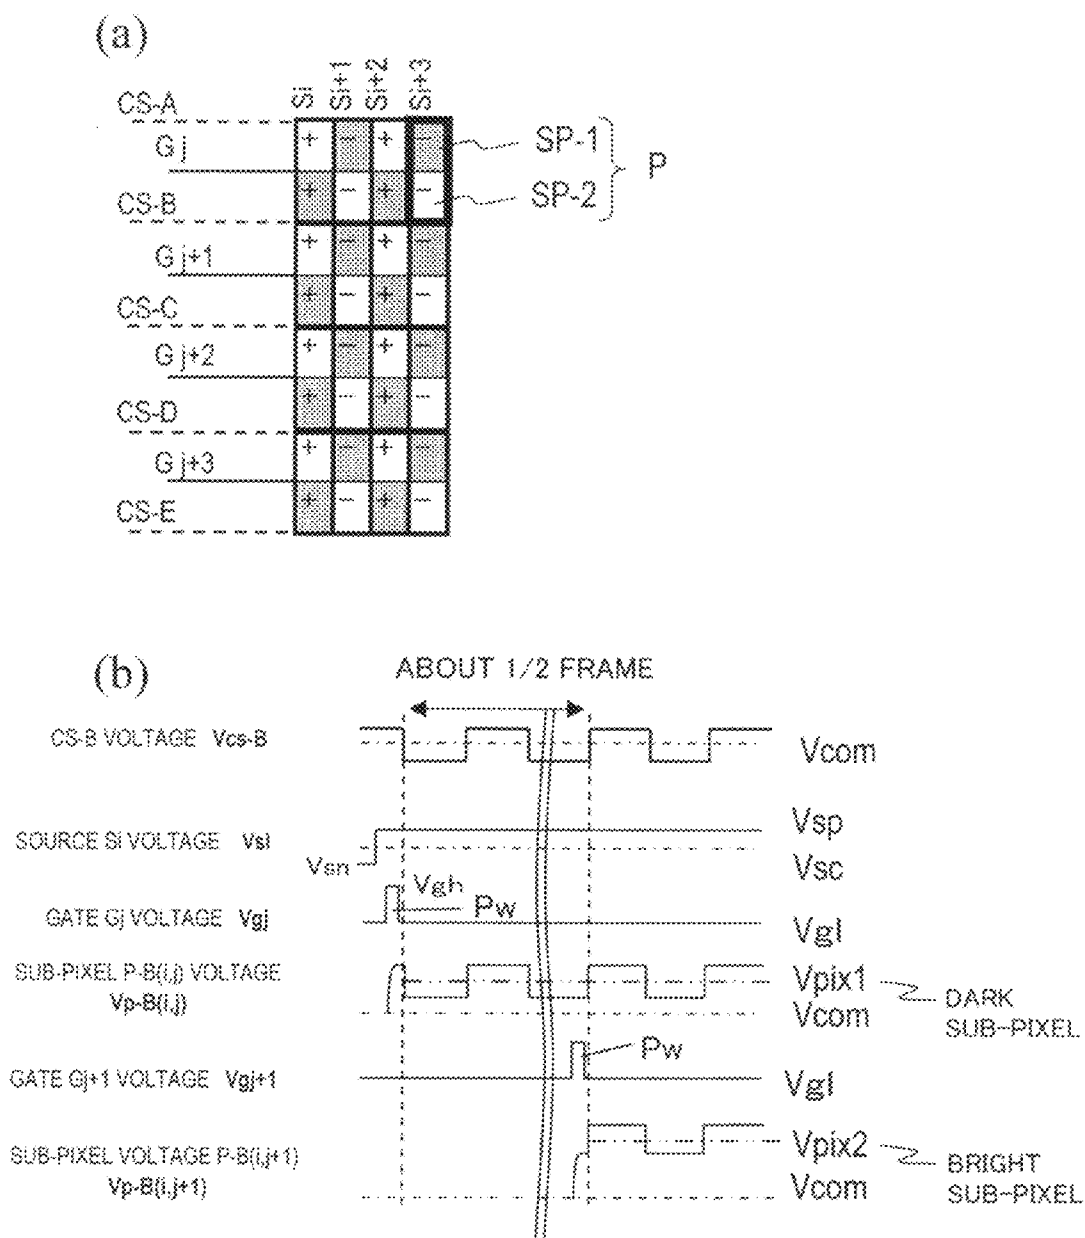 (a)
Si Si+1 Si+2 Si+3
CS-A
G j
+ − + −
SP-1
P
+ − + −
SP-2
CS-B
+ − + −
G j+1
+ − + −
CS-C
+ − + −
G j+2
+ − + −
CS-D
+ − + −
G j+3
+ − + −
CS-E
(b)
ABOUT 1/2 FRAME
CS-B VOLTAGE Vcs-B
Vcom
SOURCE Si VOLTAGE Vsi
Vsp
Vsn
Vsc
Vgh
GATE Gj VOLTAGE Vgj
Pw
Vgl
SUB-PIXEL P-B(i,j) VOLTAGE
Vp-B(i,j)
Vpix1
Vcom
DARK
SUB-PIXEL
Pw
GATE Gj+1 VOLTAGE Vgj+1
Vgl
SUB-PIXEL VOLTAGE P-B(i,j+1)
Vp-B(i,j+1)
Vpix2
Vcom
BRIGHT
SUB-PIXEL